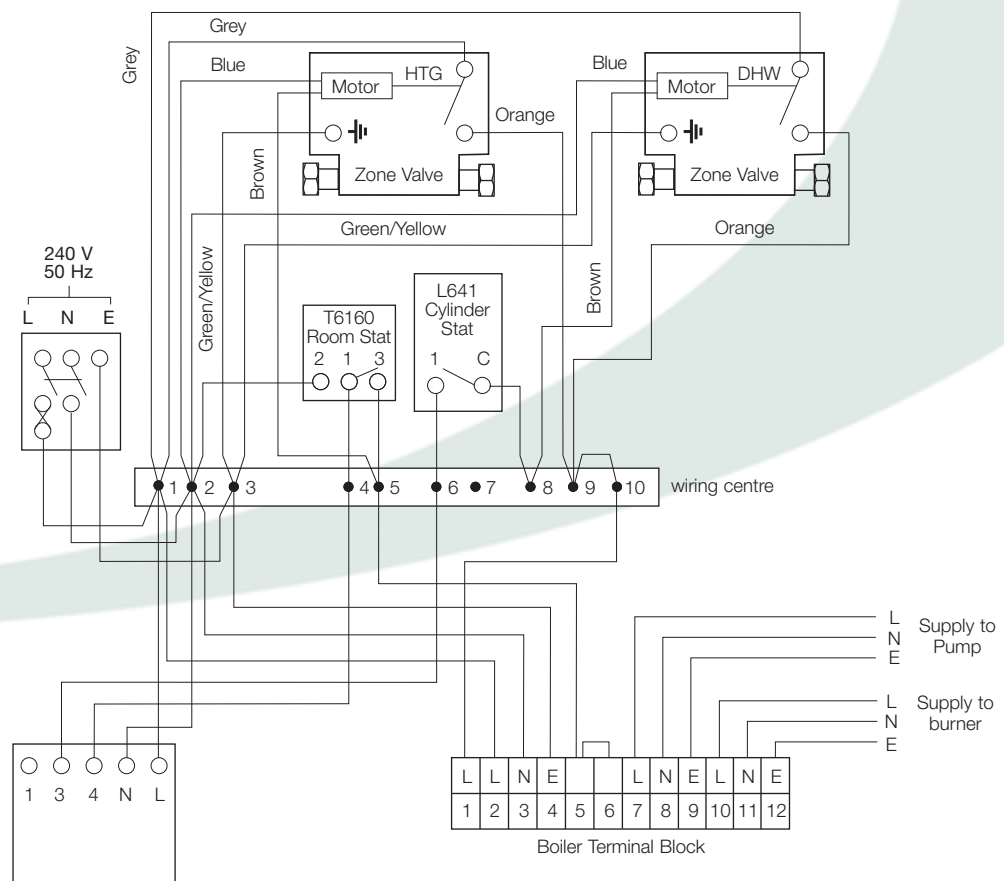 Grey
Grey
Blue
HTG
Motor
Orange
Brown
Zone Valve
Blue
DHW
Motor
Zone Valve
Green/Yellow
Orange
Green/Yellow
Brown
240 V
50 Hz
L N E
T6160
Room Stat
2 1 3
L641
Cylinder
Stat
1 C
1 2 3 4 5 6 7 8 9 10
wiring centre
L
N
E
Supply to
Pump
L
N
E
Supply to
burner
1 3 4 N L
L L N E L N E L N E
1 2 3 4 5 6 7 8 9 10 11 12
Boiler Terminal Block